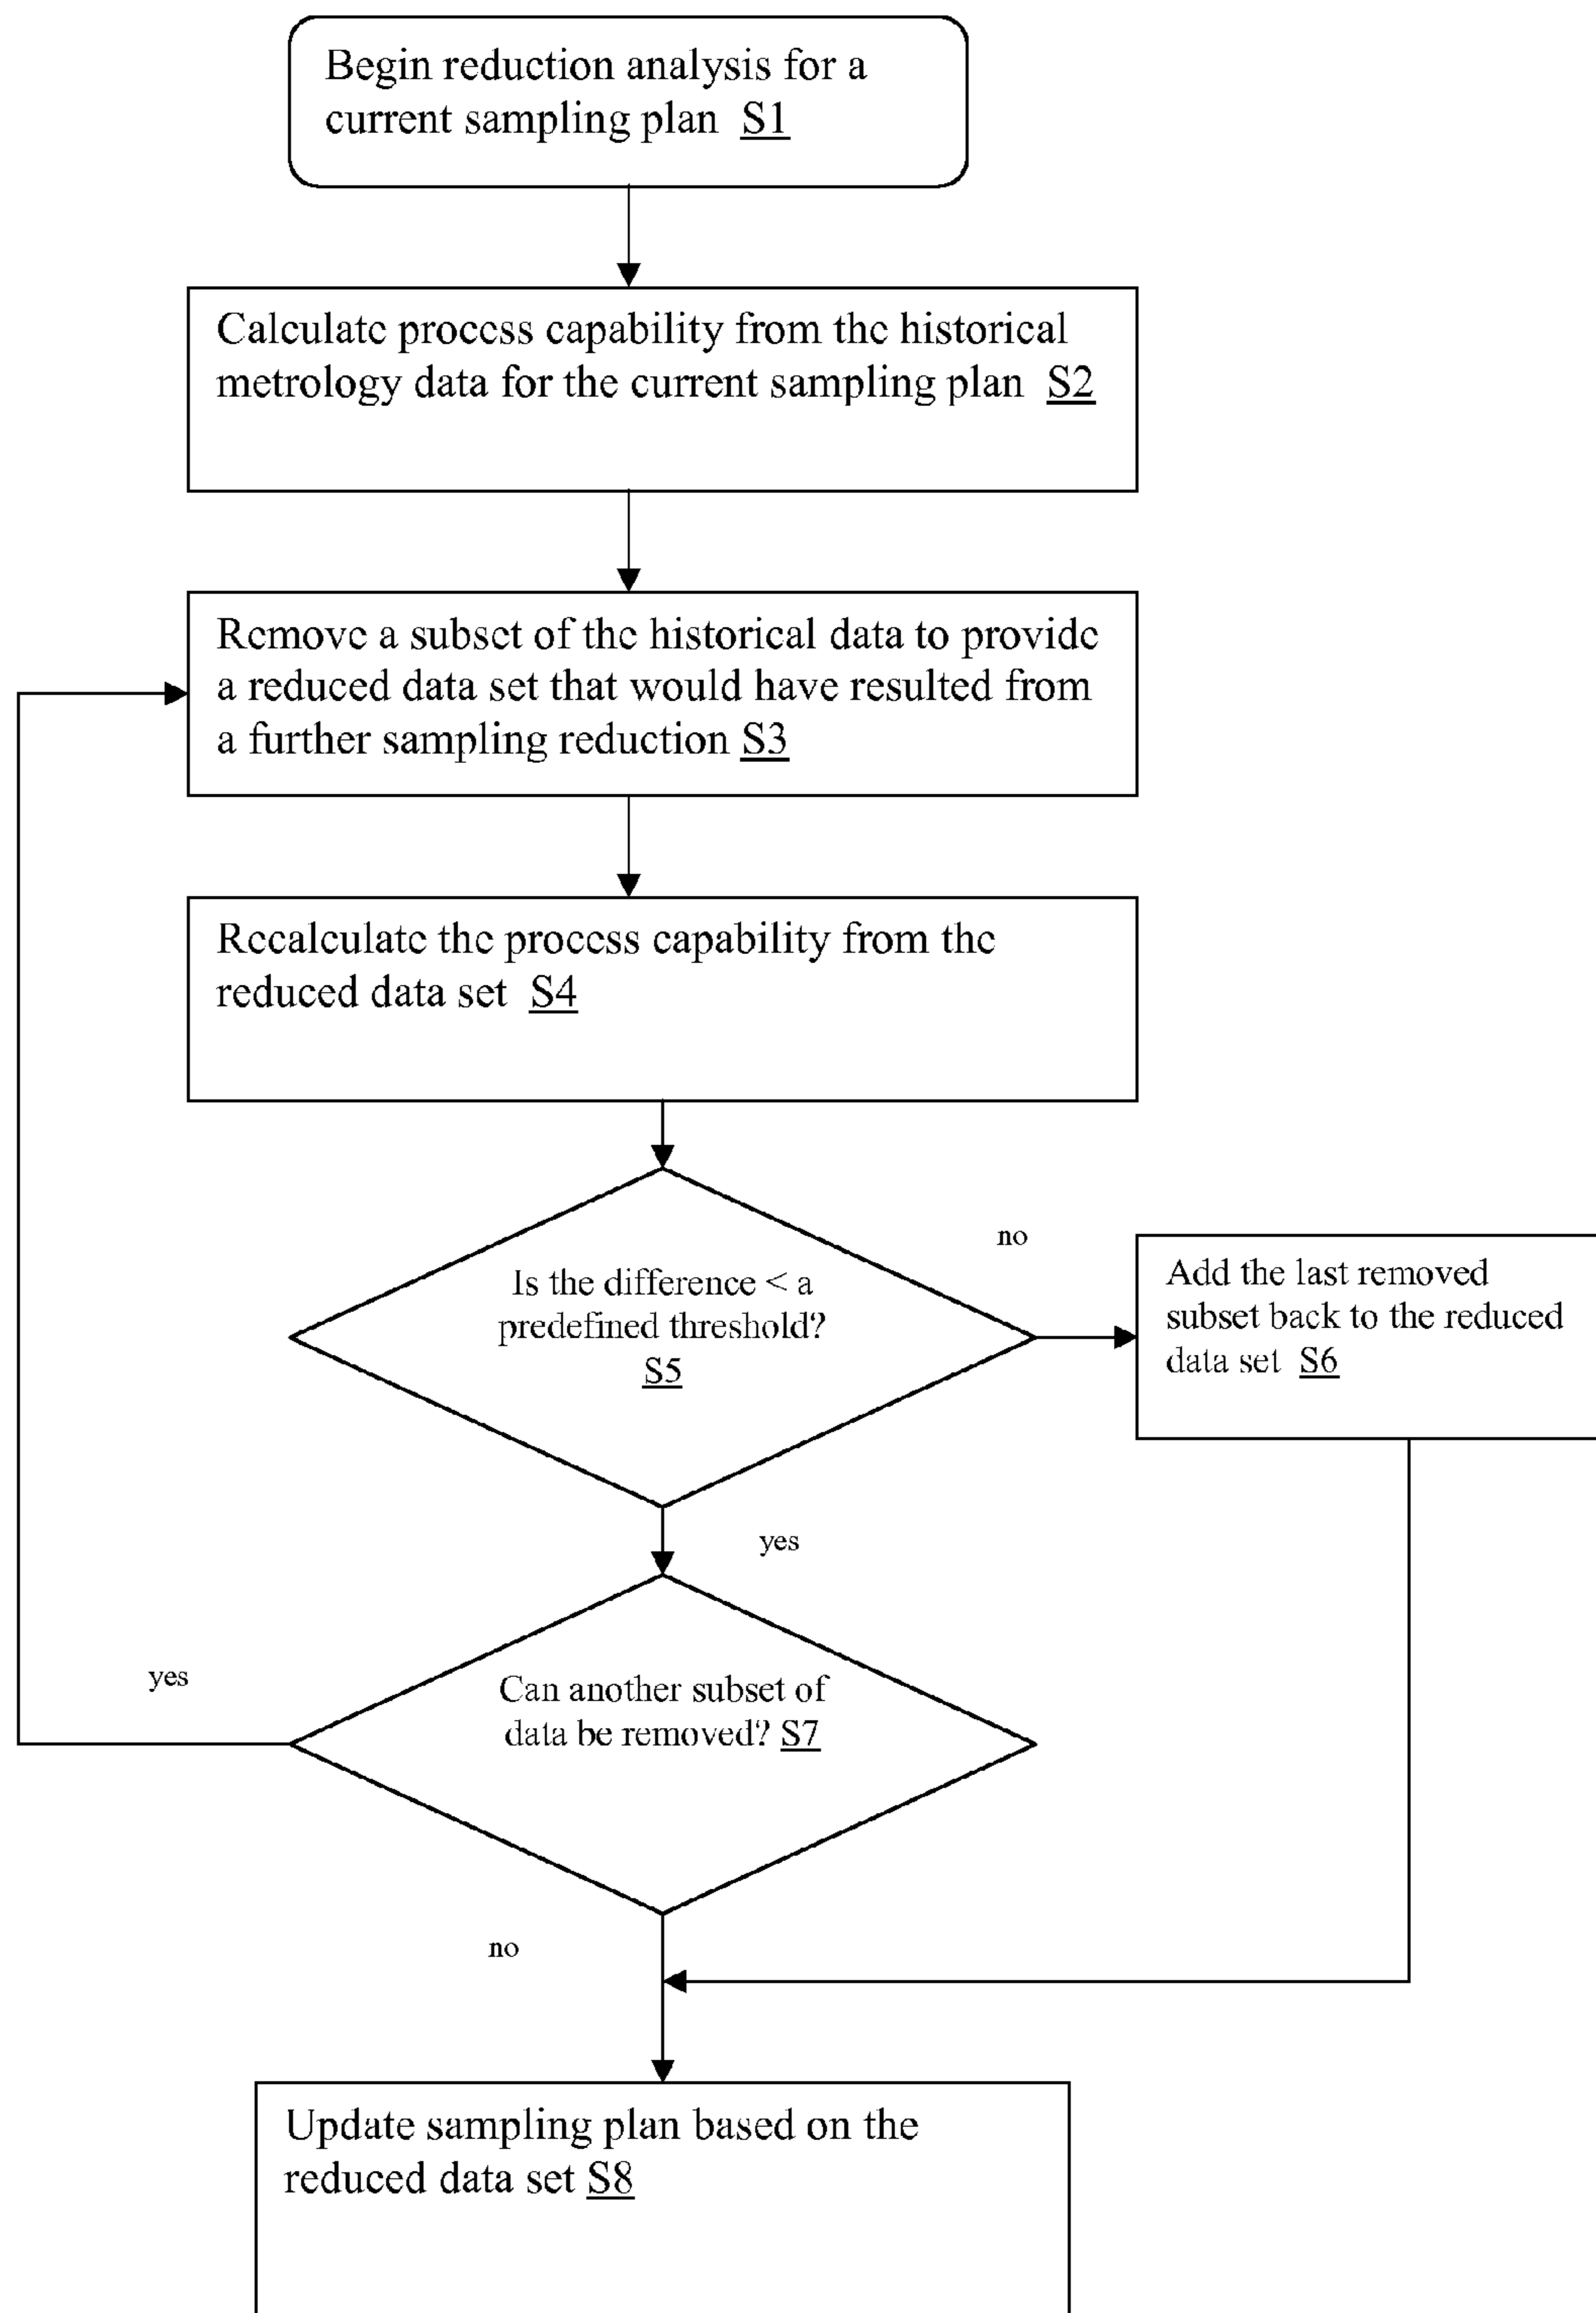 Begin reduction analysis for a
current sampling plan S1
Calculate process capability from the historical
metrology data for the current sampling plan S2
Remove a subset of the historical data to provide
a reduced data set that would have resulted from
a further sampling reduction S3
Recalculate the process capability from the
reduced data set S4
Is the difference < a
predefined threshold?
S5
no
Add the last removed
subset back to the reduced
data set S6
yes
Can another subset of
data be removed? S7
yes
no
Update sampling plan based on the
reduced data set S8